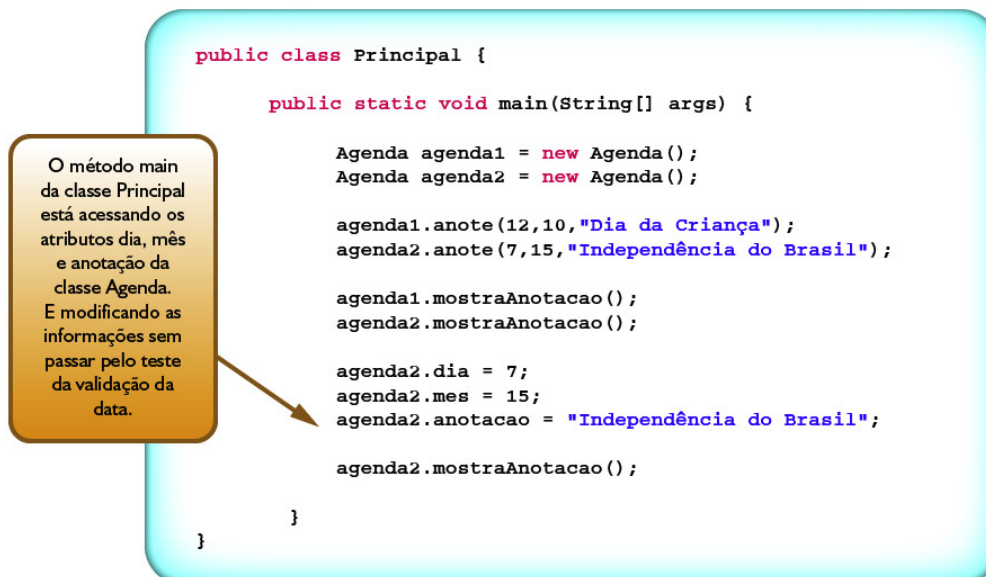 public class Principal {
public static void main(String[] args) {
Agenda agenda1 = new Agenda();
Agenda agenda2 = new Agenda();
agenda1.anote(12,10,"Dia da Criança");
agenda2.anote(7,15,"Independência do Brasil");
agenda1.mostraAnotacao();
agenda2.mostraAnotacao();
agenda2.dia = 7;
agenda2.mes = 15;
agenda2.anotacao = "Independência do Brasil";
agenda2.mostraAnotacao();
}
}
O método main
da classe Principal
está acessando os
atributos dia, mês
e anotação da
classe Agenda.
E modificando as
informações sem
passar pelo teste
da validação da
data.